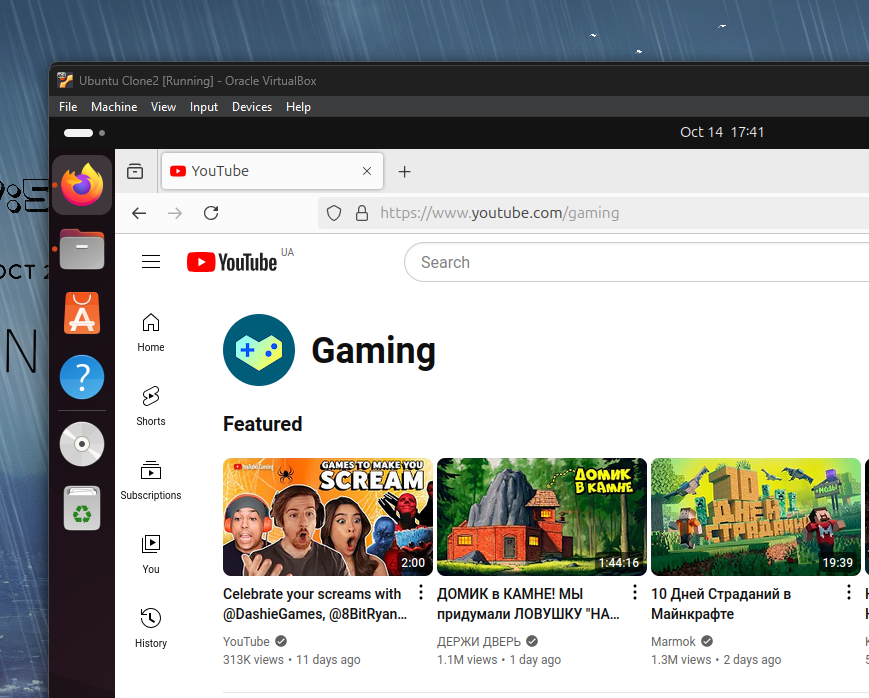 Ubuntu Clone2 [Running] - Oracle VirtualBox
File Machine View Input Devices Help
Oct 14 17:41
YouTube
https://www.youtube.com/gaming
YouTube UA
Search
OCT 2
N
Home
Shorts
Subscriptions
You
History
Gaming
Featured
YouTube Gaming
GAMES TO MAKE YOU
SCREAM
2:00
Celebrate your screams with
@DashieGames, @8BitRyan...
YouTube
313K views • 11 days ago
ДОМИК
В КАМНЕ
1:44:16
ДОМИК в КАМНЕ! МЫ
придумали ЛОВУШКУ "НА...
ДЕРЖИ ДВЕРЬ
1.1M views • 1 day ago
10
ДНЕЙ
СТРАДАНИЙ
19:39
10 Дней Страданий в
Майнкрафте
Marmok
1.3M views • 2 days ago